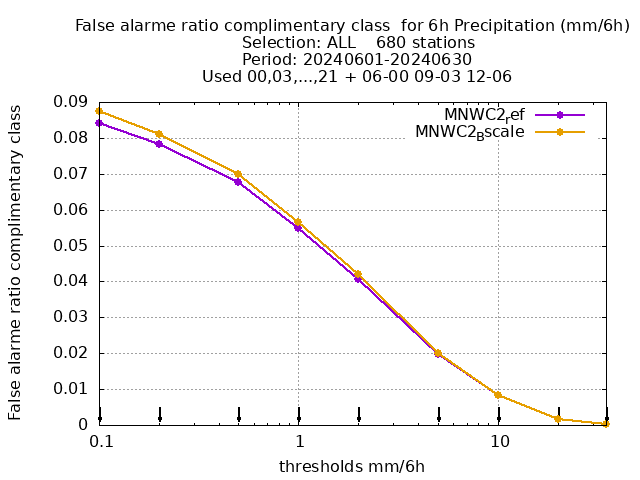 False alarme ratio complimentary class  for 6h Precipitation (mm/6h)
Selection: ALL    680 stations
Period: 20240601-20240630
Used 00,03,...,21 + 06-00 09-03 12-06
False alarme ratio complimentary class
0.09
0.08
0.07
0.06
0.05
0.04
0.03
0.02
0.01
0
MNWC2ref
MNWC2Bscale
0.1
1
10
thresholds mm/6h